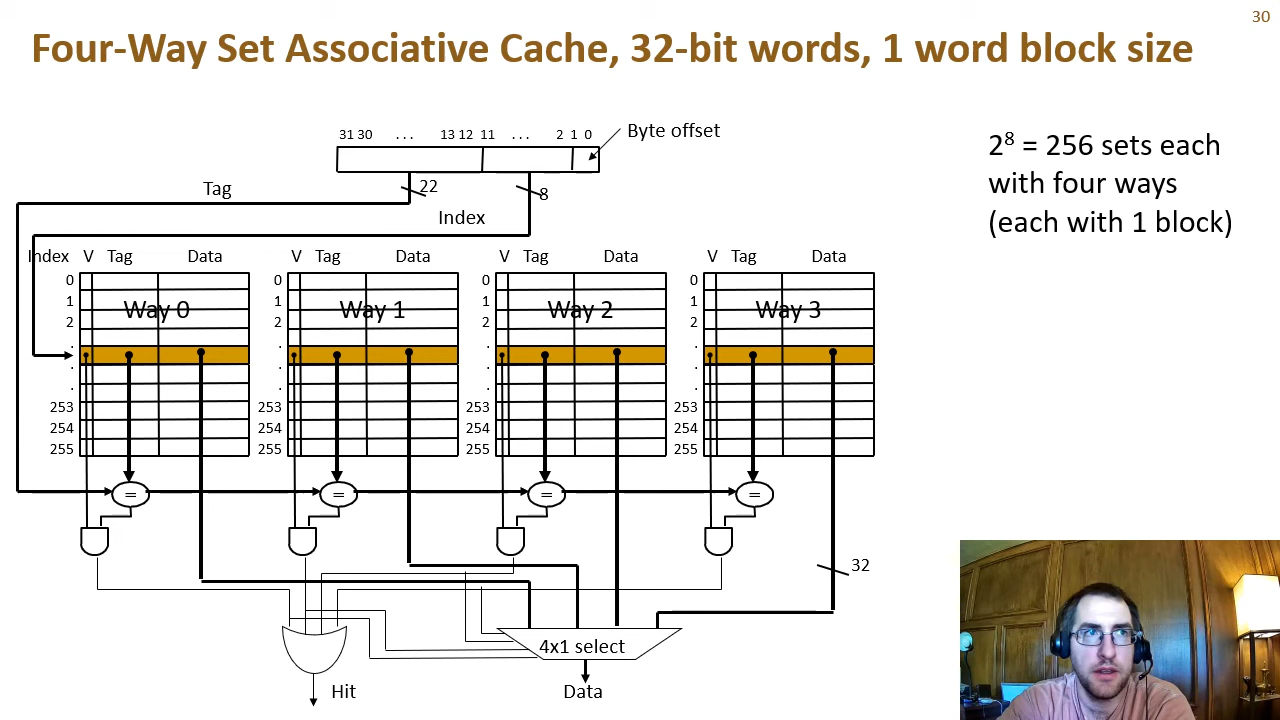 30
Four-Way Set Associative Cache, 32-bit words, 1 word block size
31 30 . . . 13 12 11 . . . 2 1 0
Byte offset
2⁸ = 256 sets each
with four ways
(each with 1 block)
Tag
22
8
Index
Index V Tag Data V Tag Data V Tag Data V Tag Data
0 0 0 0
1 Way 0 1 Way 1 1 Way 2 1 Way 3
2 2 2 2
. . . .
. . . .
. . . .
253 253 253 253
254 254 254 254
255 255 255 255
= = = =
32
4x1 select
Hit
Data